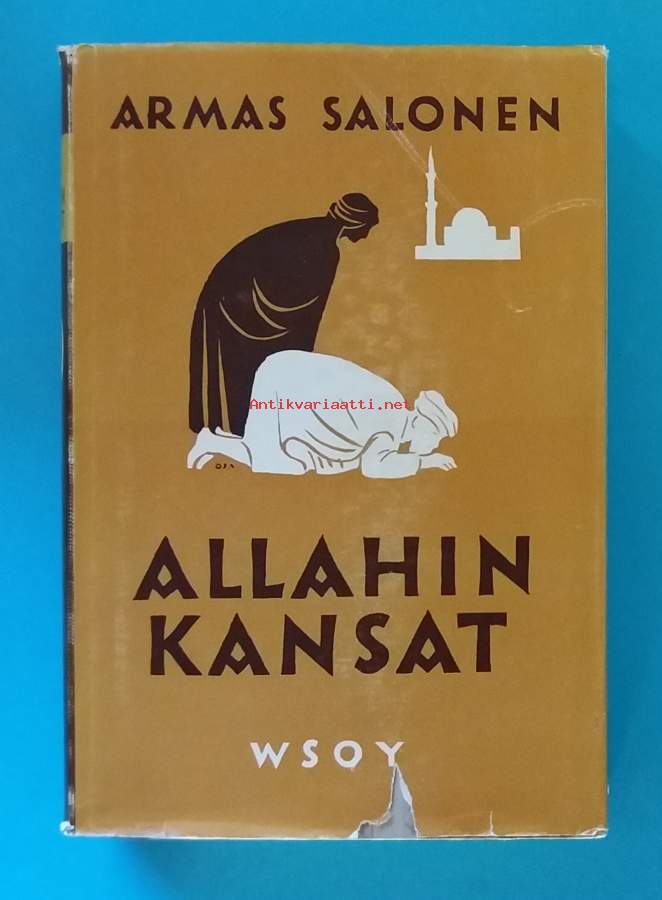 ARMAS SALONEN
Antikvariaatti.net
ALLAHIN
KANSAT
WSOY